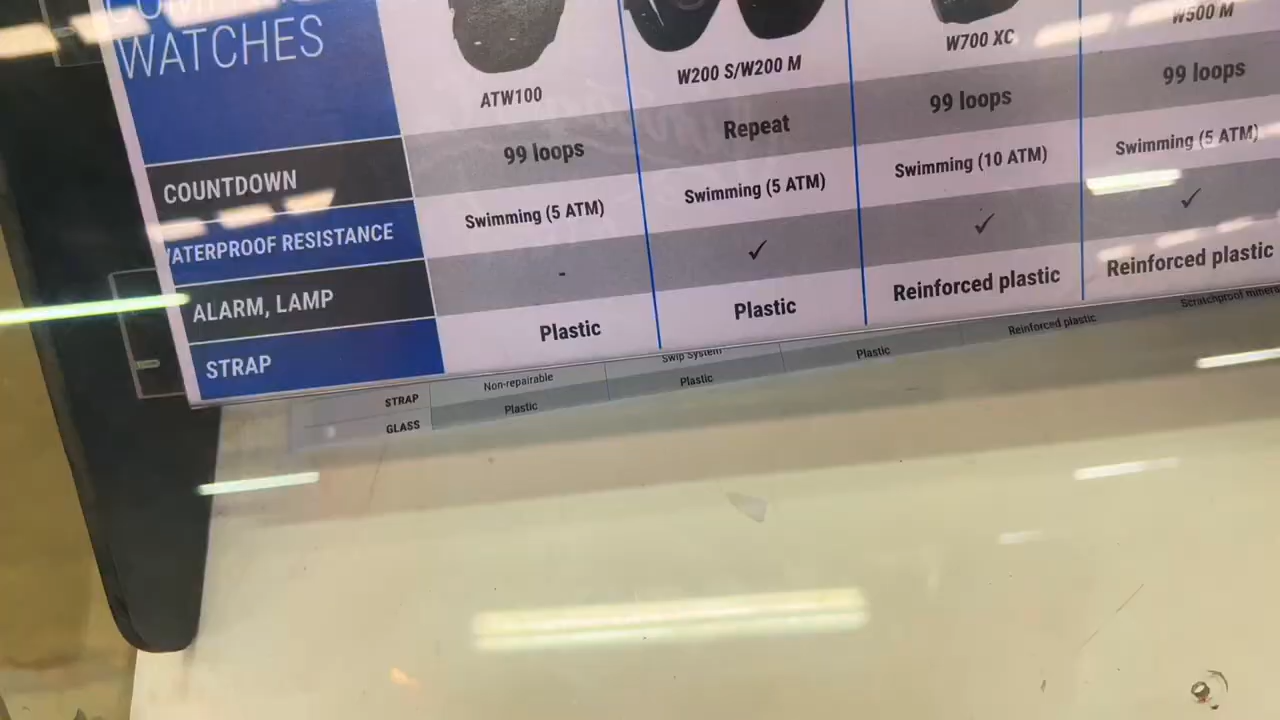 COMPARE
WATCHES
ATW100
W200 S/W200 M
W700 XC
W500 M
COUNTDOWN
99 loops
Repeat
99 loops
99 loops
WATERPROOF RESISTANCE
Swimming (5 ATM)
Swimming (5 ATM)
Swimming (10 ATM)
Swimming (5 ATM)
ALARM, LAMP
-
✓
✓
✓
STRAP
Plastic
Plastic
Reinforced plastic
Reinforced plastic
Non-repairable
Swip System
STRAP
Plastic
Plastic
Plastic
Reinforced plastic
GLASS